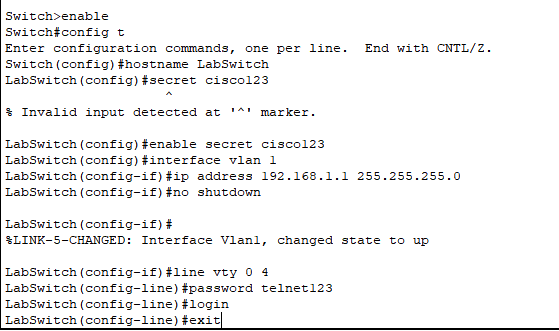 Switch>enable
Switch#config t
Enter configuration commands, one per line.  End with CNTL/Z.
Switch(config)#hostname LabSwitch
LabSwitch(config)#secret cisco123
^
% Invalid input detected at '^' marker.
LabSwitch(config)#enable secret cisco123
LabSwitch(config)#interface vlan 1
LabSwitch(config-if)#ip address 192.168.1.1 255.255.255.0
LabSwitch(config-if)#no shutdown
LabSwitch(config-if)#
%LINK-5-CHANGED: Interface Vlan1, changed state to up
LabSwitch(config-if)#line vty 0 4
LabSwitch(config-line)#password telnet123
LabSwitch(config-line)#login
LabSwitch(config-line)#exit